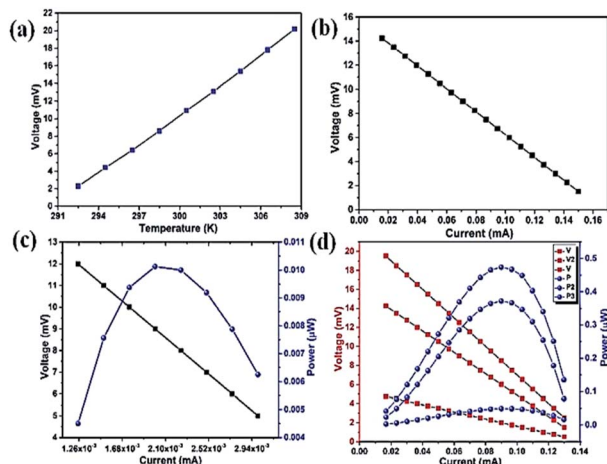 (a)
Voltage (mV)
22
20
18
16
14
12
10
8
6
4
2
0
291 294 297 300 303 306 309
Temperature (K)
(b)
Voltage (mV)
16
14
12
10
8
6
4
2
0
0.00 0.02 0.04 0.06 0.08 0.10 0.12 0.14 0.16
Current (mA)
(c)
Voltage (mV)
13
12
11
10
9
8
7
6
5
4
1.26x10⁻³ 1.68x10⁻³ 2.10x10⁻³ 2.52x10⁻³ 2.94x10⁻³
Current (mA)
0.011
0.010
0.009
0.008
0.007
0.006
0.005
0.004
Power (µW)
(d)
Voltage (mV)
20
18
16
14
12
10
8
6
4
2
0
0.01 0.03 0.04 0.06 0.07 0.09 0.10 0.12 0.13
Current (mA)
V
V2
V
P
P2
P3
0.5
0.4
0.3
0.2
0.1
0.0
Power (µW)